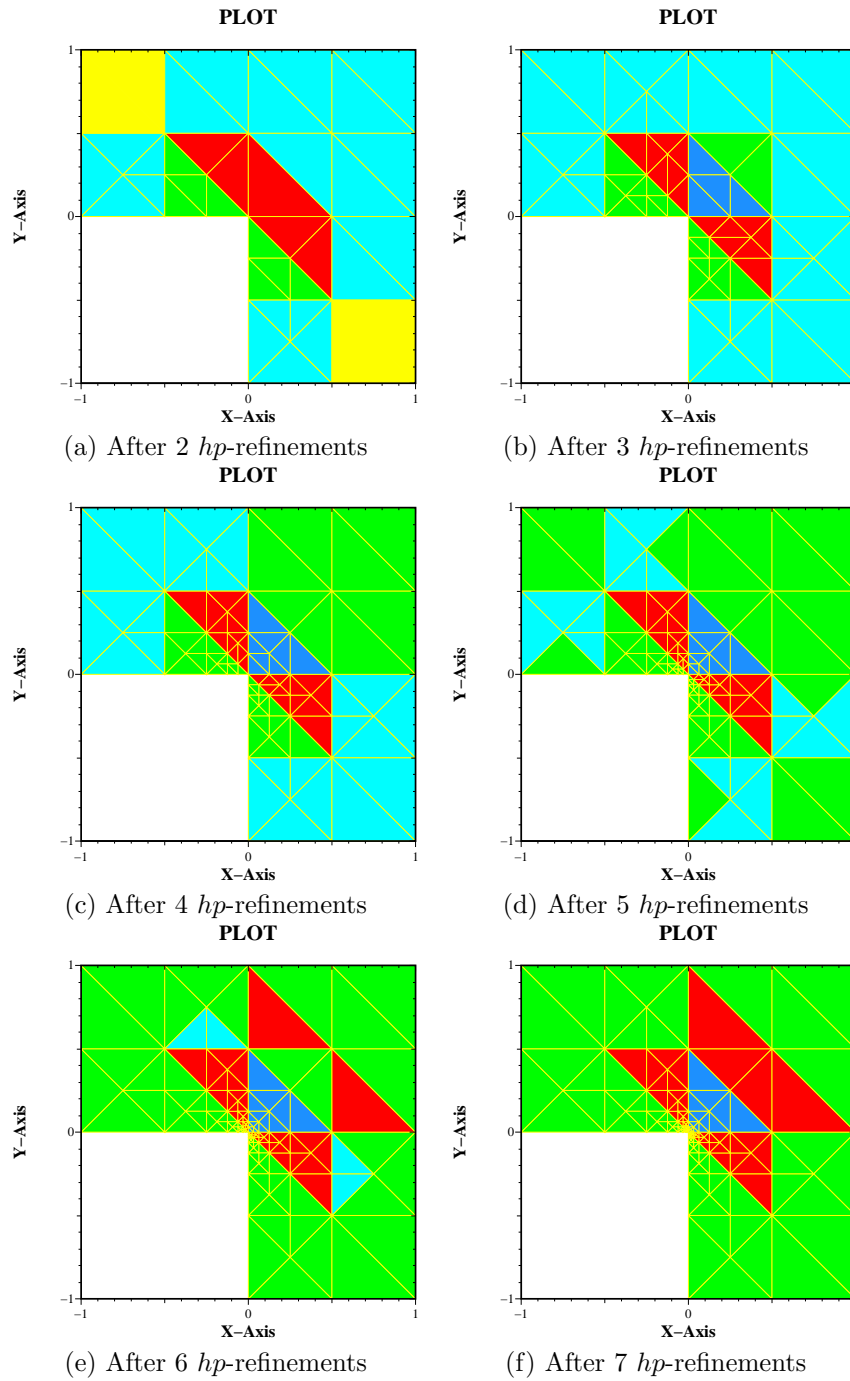 PLOT PLOT
1 1
Y-Axis Y-Axis
0 0
-1 -1
-1 0 1 -1 0
X-Axis X-Axis
(a) After 2 hp-refinements (b) After 3 hp-refinements
PLOT PLOT
1 1
Y-Axis Y-Axis
0 0
-1 -1
-1 0 1 -1 0
X-Axis X-Axis
(c) After 4 hp-refinements (d) After 5 hp-refinements
PLOT PLOT
1 1
Y-Axis Y-Axis
0 0
-1 -1
-1 0 1 -1 0
X-Axis X-Axis
(e) After 6 hp-refinements (f) After 7 hp-refinements